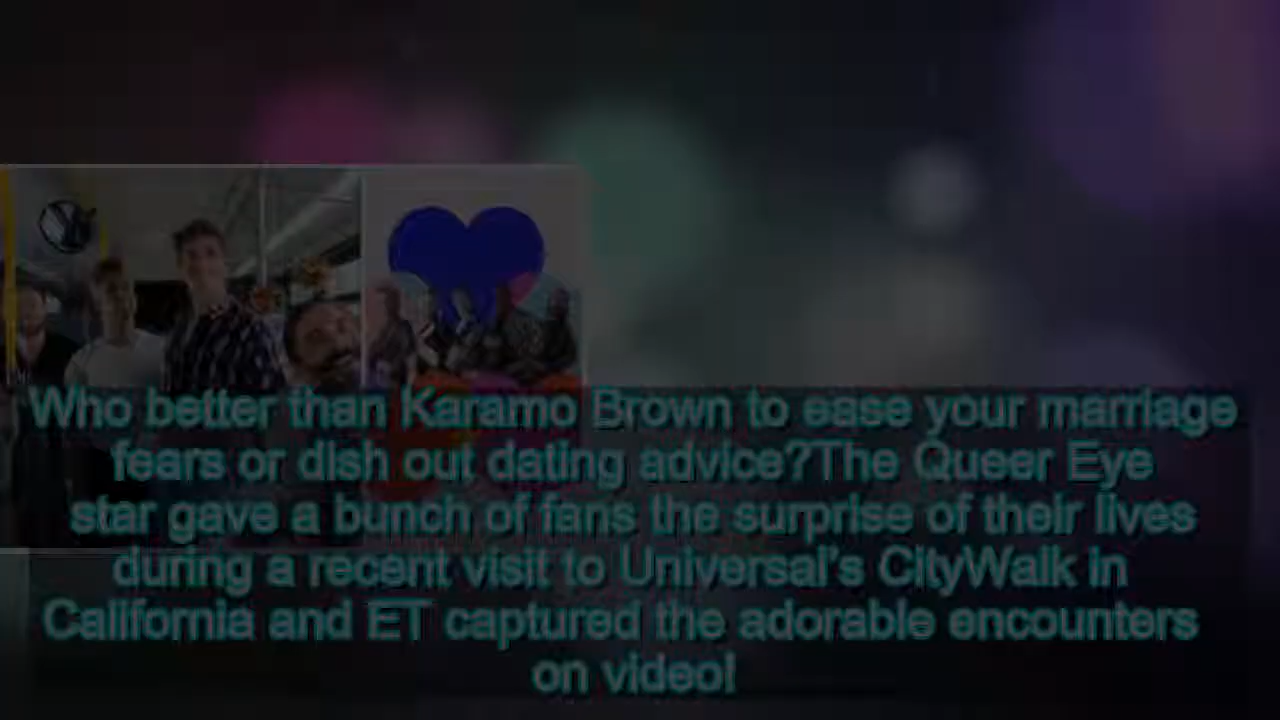 Who better than Karamo Brown to ease your marriage
fears or dish out dating advice?The Queer Eye
star gave a bunch of fans the surprise of their lives
during a recent visit to Universal's CityWalk in
California and ET captured the adorable encounters
on video!